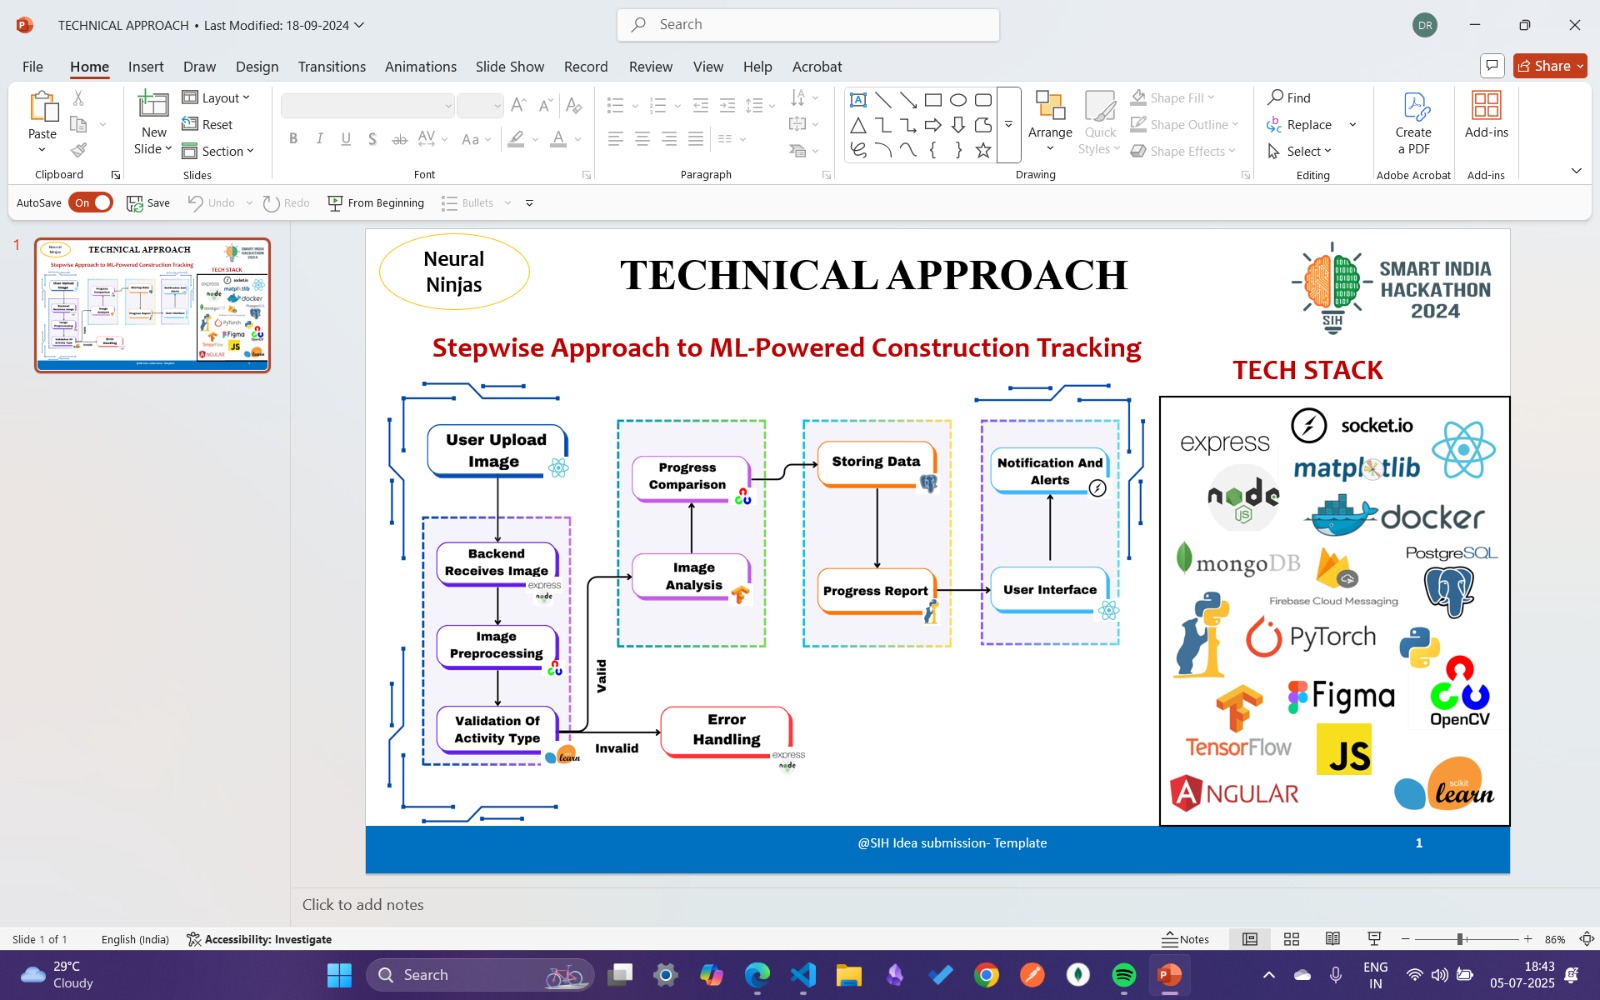 TECHNICAL APPROACH • Last Modified: 18-09-2024
Search
DR
File Home Insert Draw Design Transitions Animations Slide Show Record Review View Help Acrobat
Share
Paste
New
Slide
Layout
Reset
Section
Arrange
Quick
Styles
Shape Fill
Shape Outline
Shape Effects
Find
Replace
Select
Create
a PDF
Add-ins
Clipboard
Slides
Font
Paragraph
Drawing
Editing
Adobe Acrobat
Add-ins
AutoSave On Save Undo Redo From Beginning Bullets
1
Neural
Ninjas
TECHNICAL APPROACH
SMART INDIA
HACKATHON
2024
SIH
Stepwise Approach to ML-Powered Construction Tracking
TECH STACK
User Upload
Image
Backend
Receives Image
express
node
Image
Preprocessing
Validation Of
Activity Type
learn
Valid
Invalid
Error
Handling
express
node
Progress
Comparison
Image
Analysis
Storing Data
Progress Report
Notification And
Alerts
User Interface
express
socket.io
matplotlib
node
JS
docker
mongoDB
Firebase Cloud Messaging
PostgreSQL
PyTorch
Figma
OpenCV
TensorFlow
JS
ANGULAR
scikit
learn
@SIH Idea submission- Template
1
Click to add notes
Slide 1 of 1
English (India)
Accessibility: Investigate
Notes
86%
29°C
Cloudy
Search
ENG
IN
18:43
05-07-2025